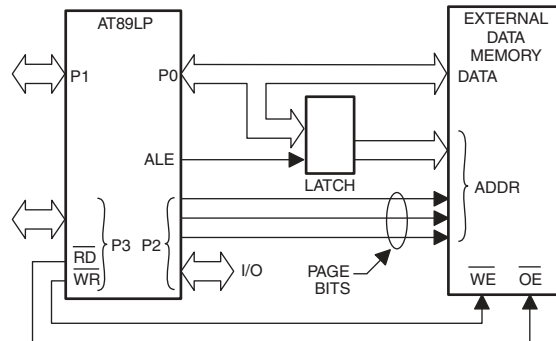 AT89LP
P1
P0
ALE
P3
P2
RD
WR
I/O
LATCH
PAGE
BITS
EXTERNAL
DATA
MEMORY
DATA
ADDR
WE
OE